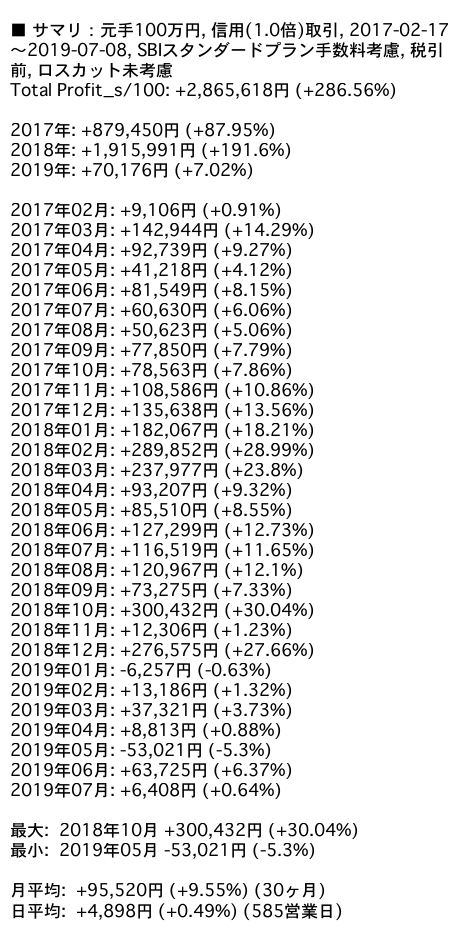 ■ サマリ：元手100万円, 信用(1.0倍)取引, 2017-02-17
〜2019-07-08, SBIスタンダードプラン手数料考慮, 税引
前, ロスカット未考慮
Total Profit_s/100: +2,865,618円 (+286.56%)
2017年: +879,450円 (+87.95%)
2018年: +1,915,991円 (+191.6%)
2019年: +70,176円 (+7.02%)
2017年02月: +9,106円 (+0.91%)
2017年03月: +142,944円 (+14.29%)
2017年04月: +92,739円 (+9.27%)
2017年05月: +41,218円 (+4.12%)
2017年06月: +81,549円 (+8.15%)
2017年07月: +60,630円 (+6.06%)
2017年08月: +50,623円 (+5.06%)
2017年09月: +77,850円 (+7.79%)
2017年10月: +78,563円 (+7.86%)
2017年11月: +108,586円 (+10.86%)
2017年12月: +135,638円 (+13.56%)
2018年01月: +182,067円 (+18.21%)
2018年02月: +289,852円 (+28.99%)
2018年03月: +237,977円 (+23.8%)
2018年04月: +93,207円 (+9.32%)
2018年05月: +85,510円 (+8.55%)
2018年06月: +127,299円 (+12.73%)
2018年07月: +116,519円 (+11.65%)
2018年08月: +120,967円 (+12.1%)
2018年09月: +73,275円 (+7.33%)
2018年10月: +300,432円 (+30.04%)
2018年11月: +12,306円 (+1.23%)
2018年12月: +276,575円 (+27.66%)
2019年01月: -6,257円 (-0.63%)
2019年02月: +13,186円 (+1.32%)
2019年03月: +37,321円 (+3.73%)
2019年04月: +8,813円 (+0.88%)
2019年05月: -53,021円 (-5.3%)
2019年06月: +63,725円 (+6.37%)
2019年07月: +6,408円 (+0.64%)
最大: 2018年10月 +300,432円 (+30.04%)
最小: 2019年05月 -53,021円 (-5.3%)
月平均: +95,520円 (+9.55%) (30ヶ月)
日平均: +4,898円 (+0.49%) (585営業日)